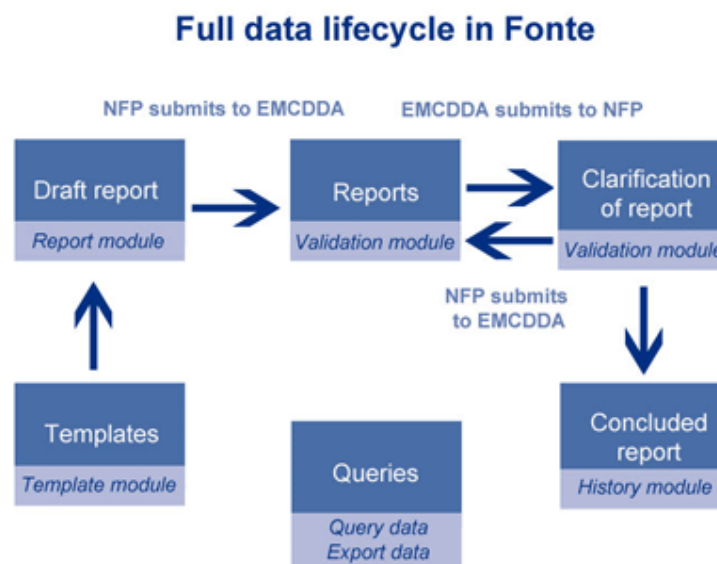 Full data lifecycle in Fonte
NFP submits to EMCDDA
EMCDDA submits to NFP
Draft report
Report module
Reports
Validation module
Clarification
of report
Validation module
NFP submits
to EMCDDA
Templates
Template module
Queries
Query data
Export data
Concluded
report
History module